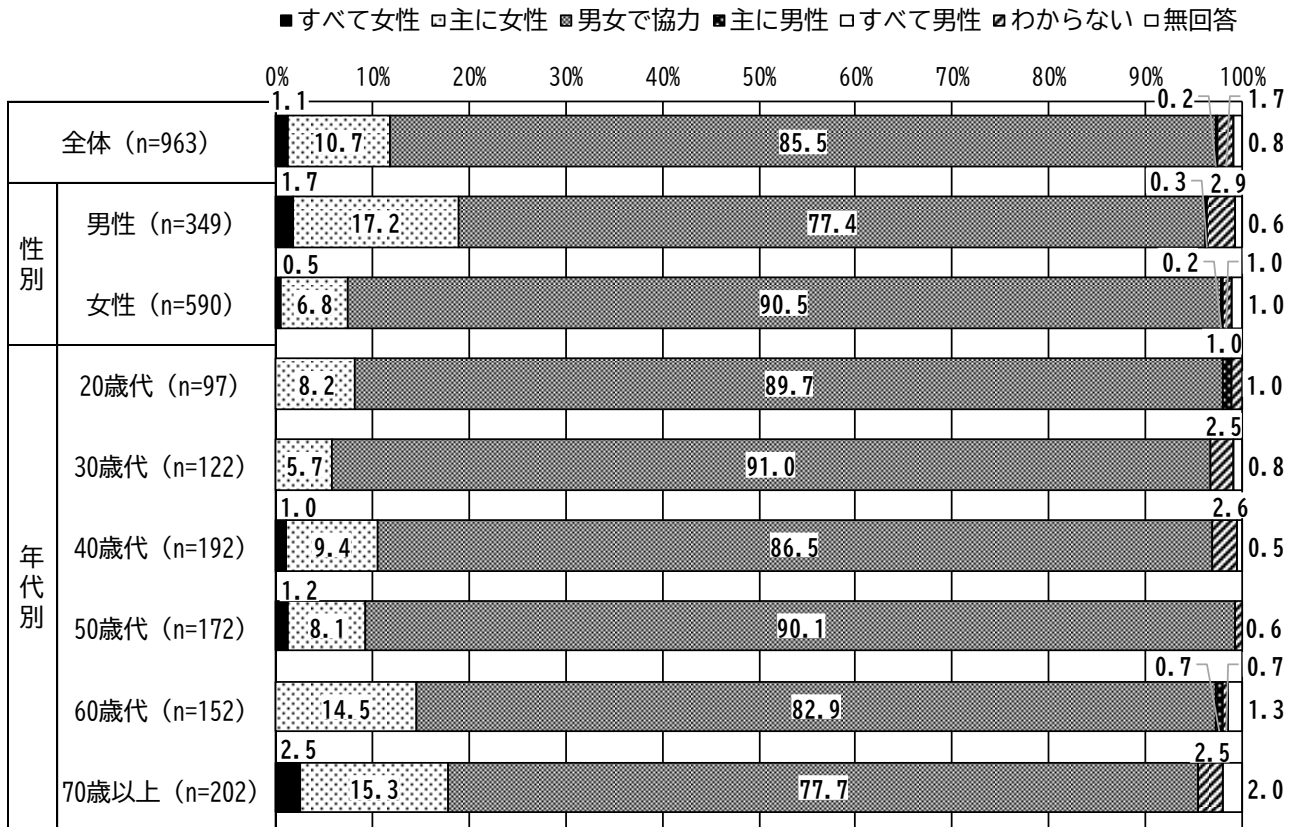 ■すべて女性 □主に女性 ■男女で協力 ■主に男性 □すべて男性 ■わからない □無回答
0% 10% 20% 30% 40% 50% 60% 70% 80% 90% 100%
1.1 0.2 1.7
全体 (n=963) 10.7 85.5 0.8
1.7 0.3 2.9
男性 (n=349) 17.2 77.4 0.6
性別
0.5 0.2 1.0
女性 (n=590) 6.8 90.5 1.0
1.0
20歳代 (n=97) 8.2 89.7 1.0
2.5
30歳代 (n=122) 5.7 91.0 0.8
1.0 2.6
40歳代 (n=192) 9.4 86.5 0.5
年代別
1.2
50歳代 (n=172) 8.1 90.1 0.6
0.7 0.7
60歳代 (n=152) 14.5 82.9 1.3
2.5 2.5
70歳以上 (n=202) 15.3 77.7 2.0